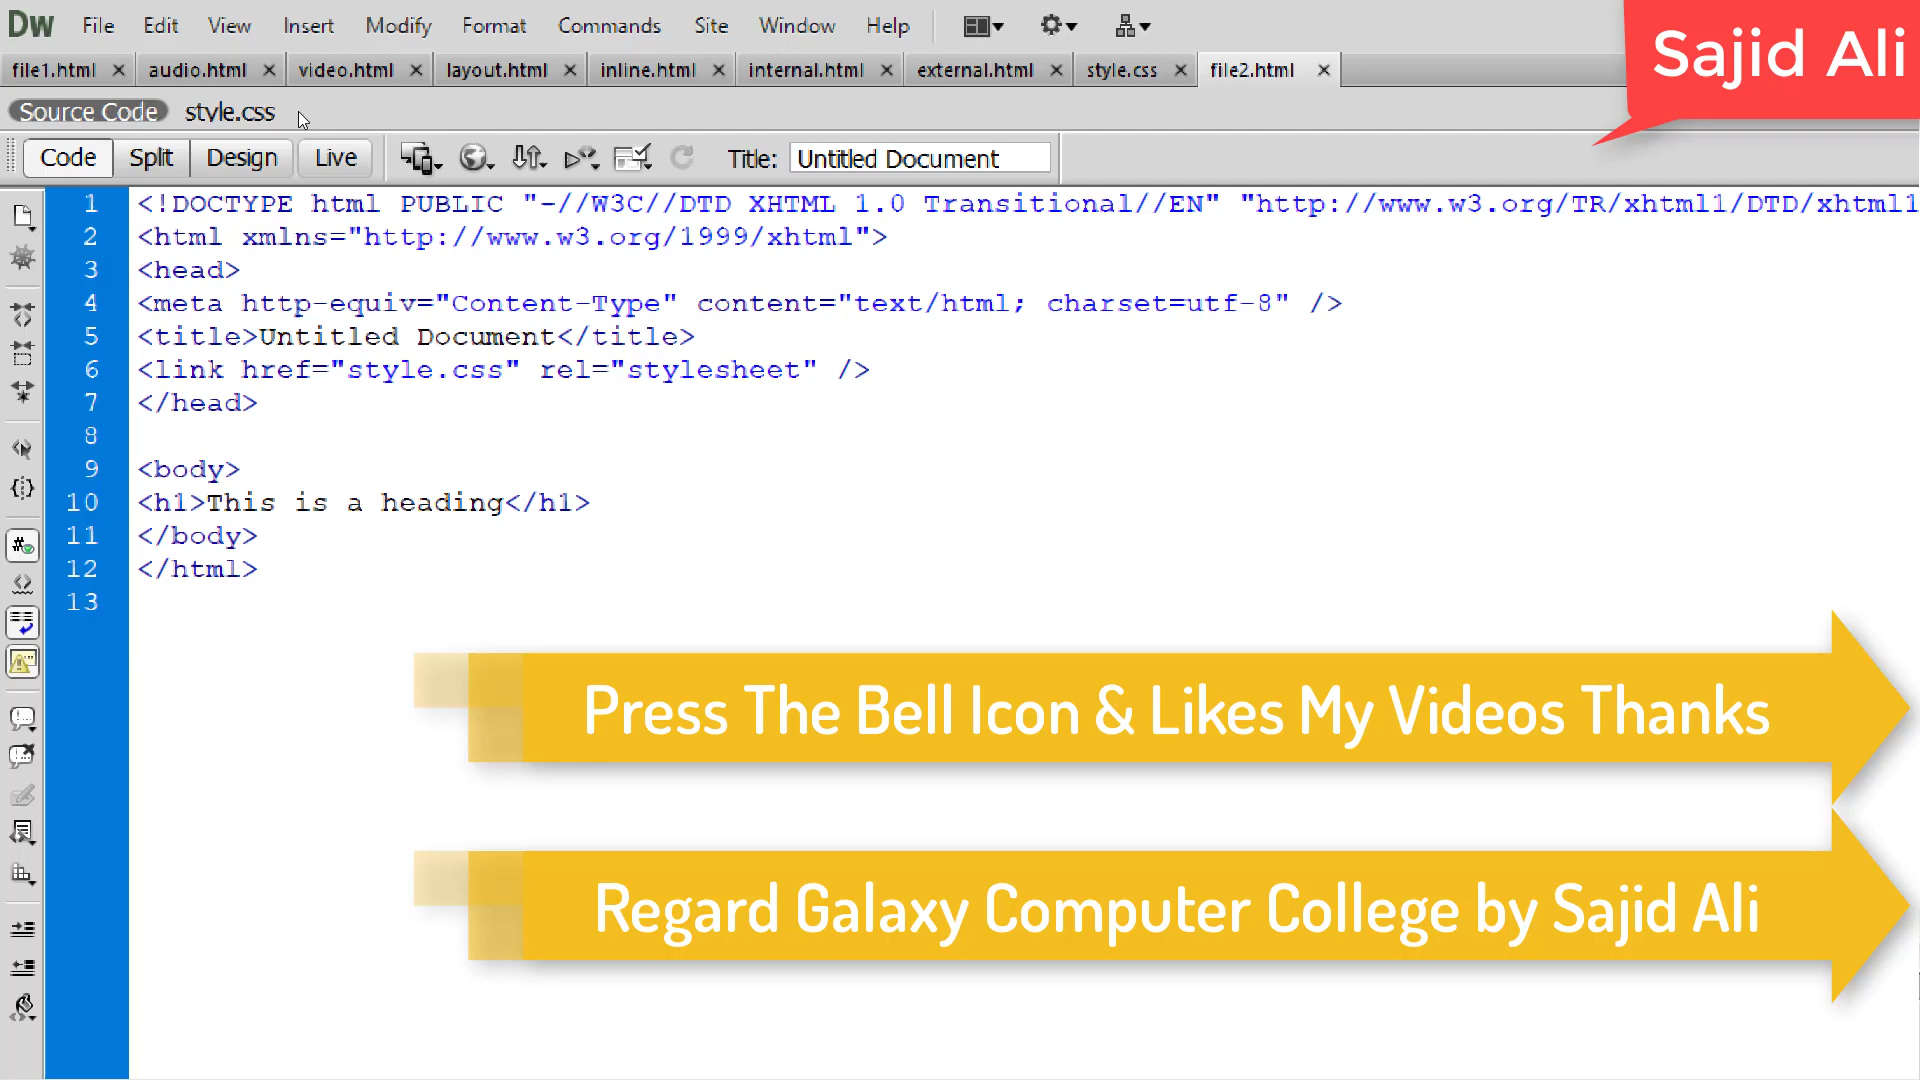 Dw File Edit View Insert Modify Format Commands Site Window Help
Sajid Ali
file1.html audio.html video.html layout.html inline.html internal.html external.html style.css file2.html
Source Code style.css
Code Split Design Live Title: Untitled Document
1 <!DOCTYPE html PUBLIC "-//W3C//DTD XHTML 1.0 Transitional//EN" "http://www.w3.org/TR/xhtml1/DTD/xhtml1
2 <html xmlns="http://www.w3.org/1999/xhtml">
3 <head>
4 <meta http-equiv="Content-Type" content="text/html; charset=utf-8" />
5 <title>Untitled Document</title>
6 <link href="style.css" rel="stylesheet" />
7 </head>
8
9 <body>
10 <h1>This is a heading</h1>
11 </body>
12 </html>
13
Press The Bell Icon & Likes My Videos Thanks
Regard Galaxy Computer College by Sajid Ali